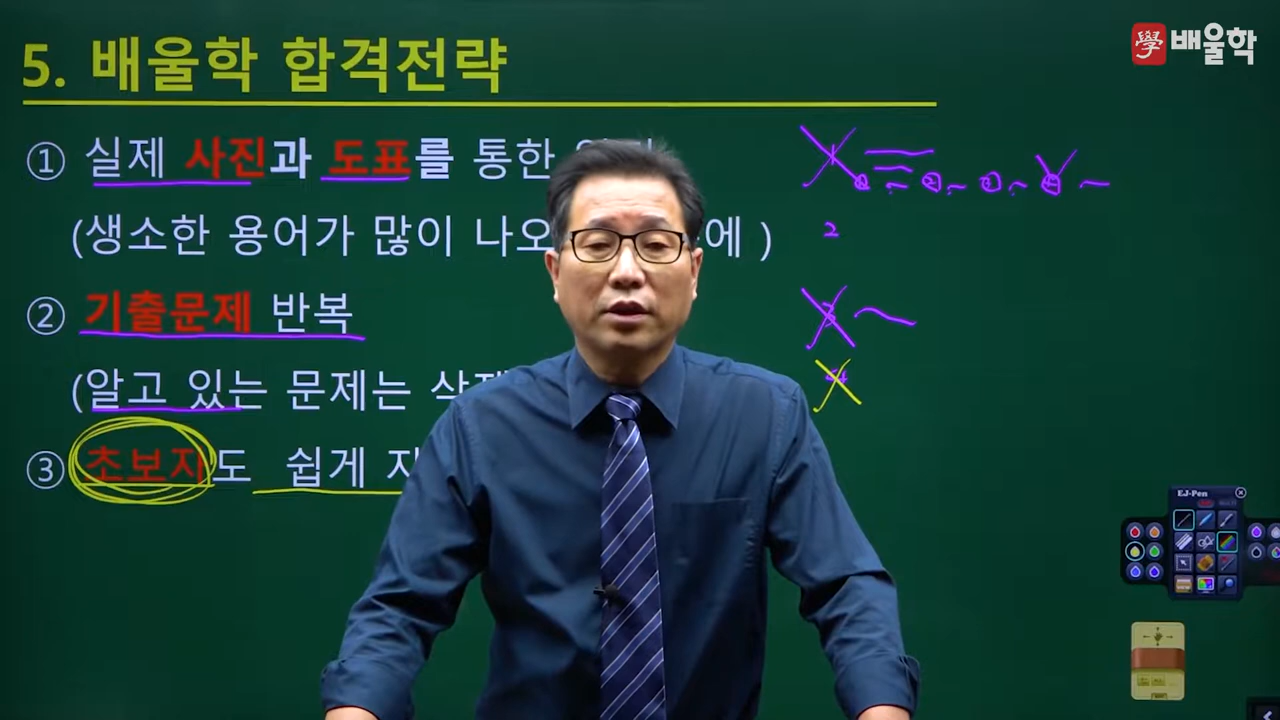 5. 배울학 합격전략
學 배울학
① 실제 사진과 도표를 통한
(생소한 용어가 많이 나오 에 )
2
② 기출문제 반복
(알고 있는 문제는
③ 초보자도 쉽게
EJ-Pen